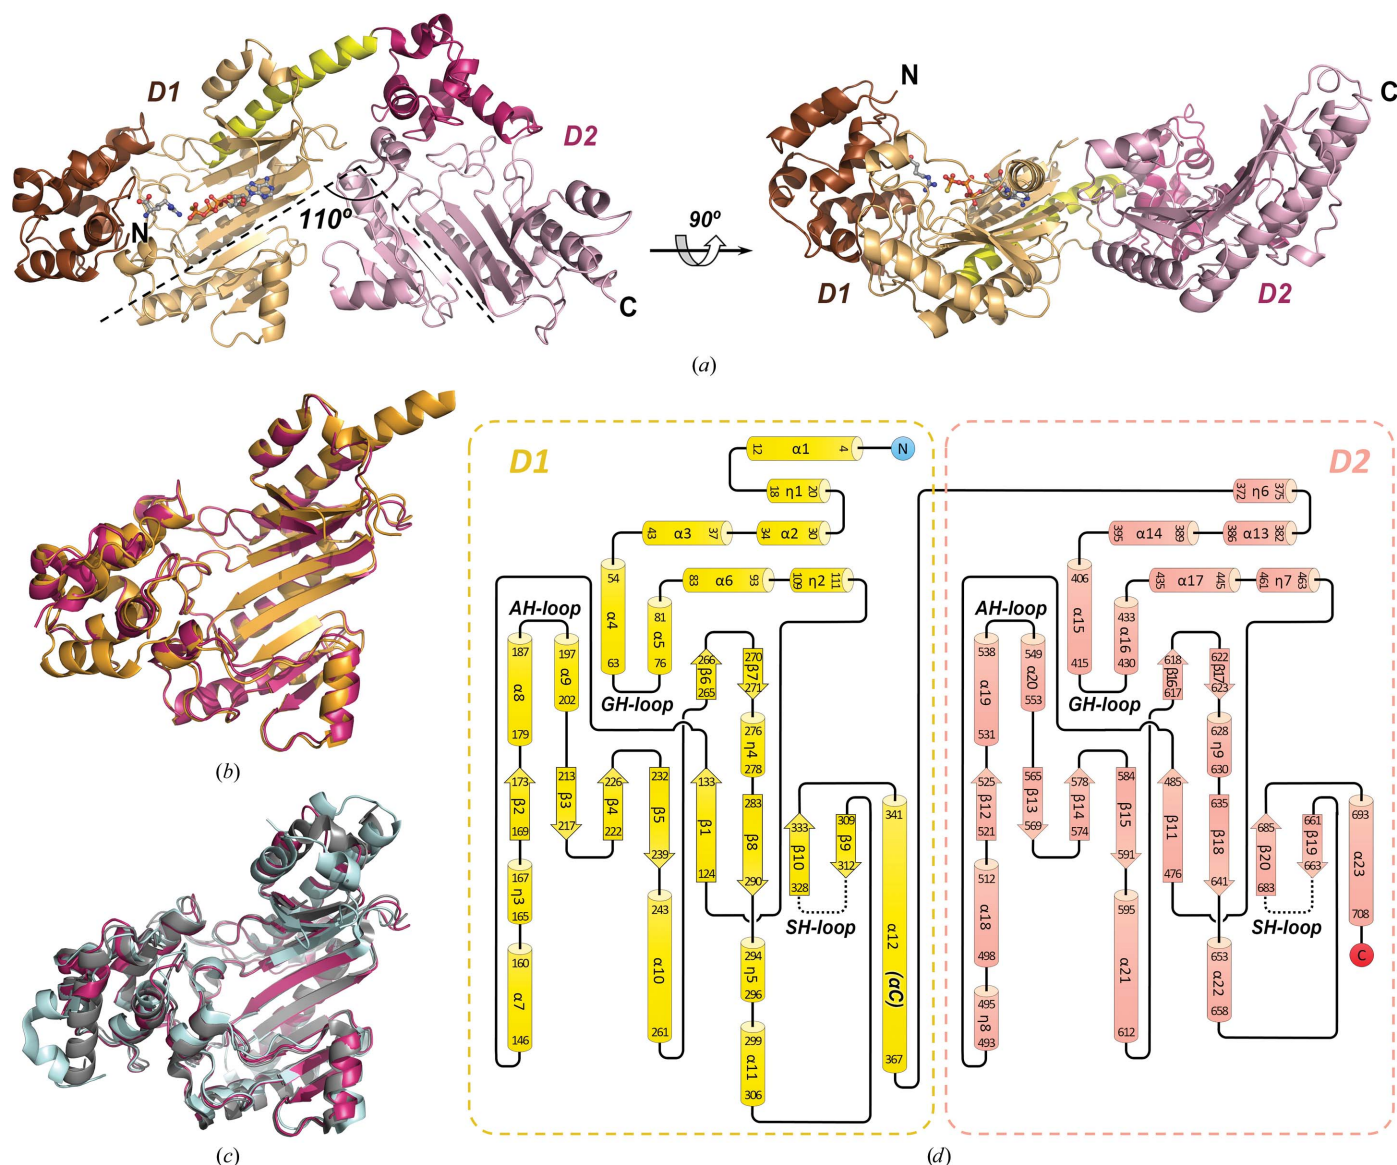 D1
D2
N
110º
C
90º
N
C
D1
D2
(a)
(b)
(c)
D1
D2
12 α1 4 N
18 20 η1
43 α3 37
34 α2 30
54 α4 63
81 α5 76
83 α6 93
109 η2 111
AH-loop
GH-loop
187 α8 179
197 α9 202
266 β6 265
270 β7 271
276 η4 278
173 β2 169
213 β3 217
226 β4 222
232 β5 239
133 β1 124
283 β8 290
333 β10 328
309 β9 312
341 α12 (αC) 367
SH-loop
167 η3 165
160 α7 146
243 α10 261
294 η5 296
299 α11 306
372 η6 375
395 α14 389
386 α13 382
406 α15 415
433 α16 430
435 α17 445
461 η7 463
AH-loop
GH-loop
538 α19 531
549 α20 553
618 β16 617
622 β17 623
628 η9 630
525 β12 521
565 β13 569
578 β14 574
584 β15 591
485 β11 476
635 β18 641
685 β20 683
661 β19 663
693 α23 708
C
SH-loop
512 α18 498
495 η8 493
595 α21 612
653 α22 658
(d)